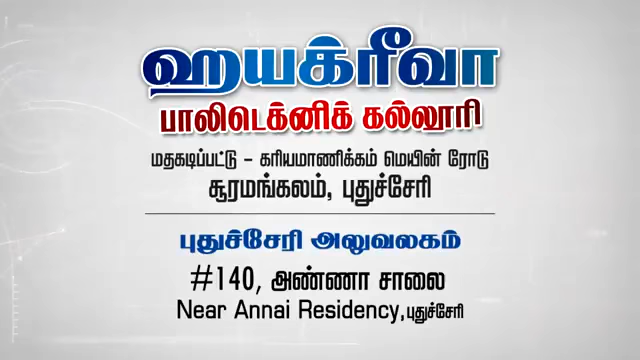 ஹயக்ரீவா
பாலிடெக்னிக் கல்லூரி
மதகடிப்பட்டு - கரியமாணிக்கம் மெயின் ரோடு
சூரமங்கலம், புதுச்சேரி
புதுச்சேரி அலுவலகம்
#140, அண்ணா சாலை
Near Annai Residency, புதுச்சேரி